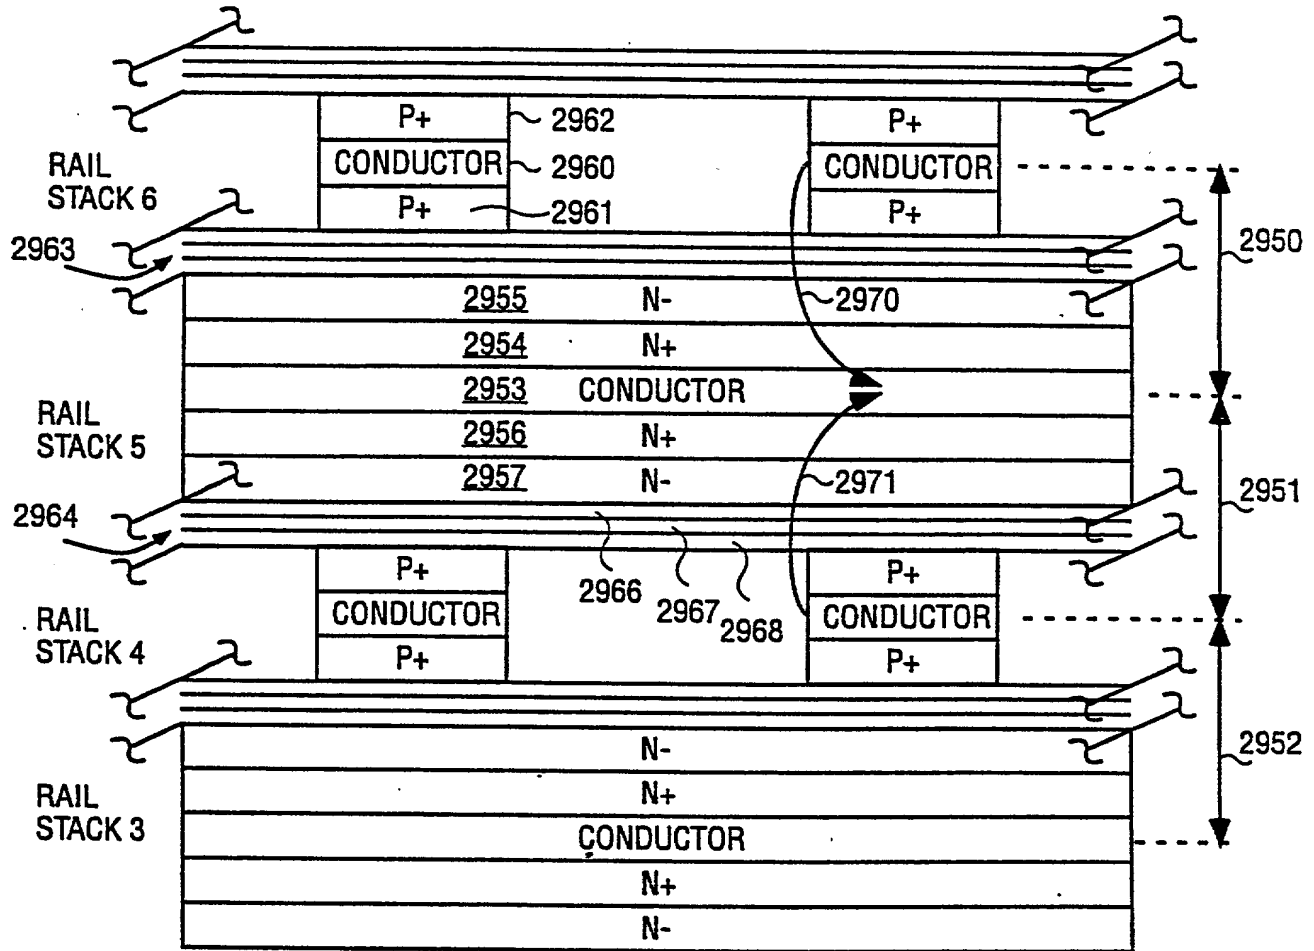 P+
2962
P+
RAIL
STACK 6
CONDUCTOR
2960
CONDUCTOR
P+
2961
P+
2963
2950
2955
N-
2970
2954
N+
2953
CONDUCTOR
RAIL
STACK 5
2956
N+
2957
N-
2971
2951
2964
P+
2966
2967
2968
P+
RAIL
STACK 4
CONDUCTOR
CONDUCTOR
P+
P+
N-
2952
RAIL
STACK 3
N+
CONDUCTOR
N+
N-